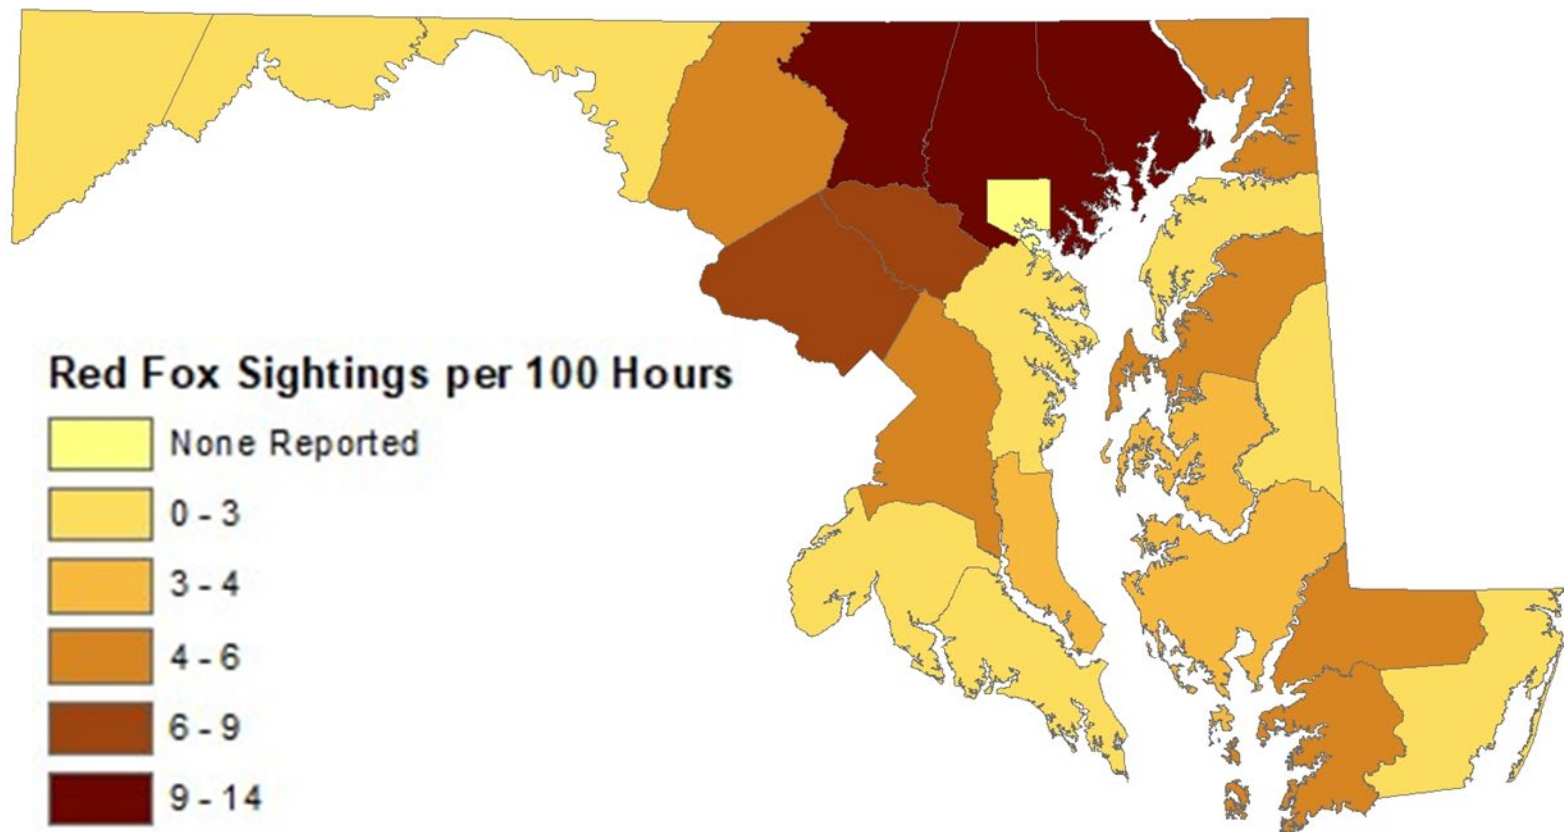 Red Fox Sightings per 100 Hours
None Reported
0 - 3
3 - 4
4 - 6
6 - 9
9 - 14